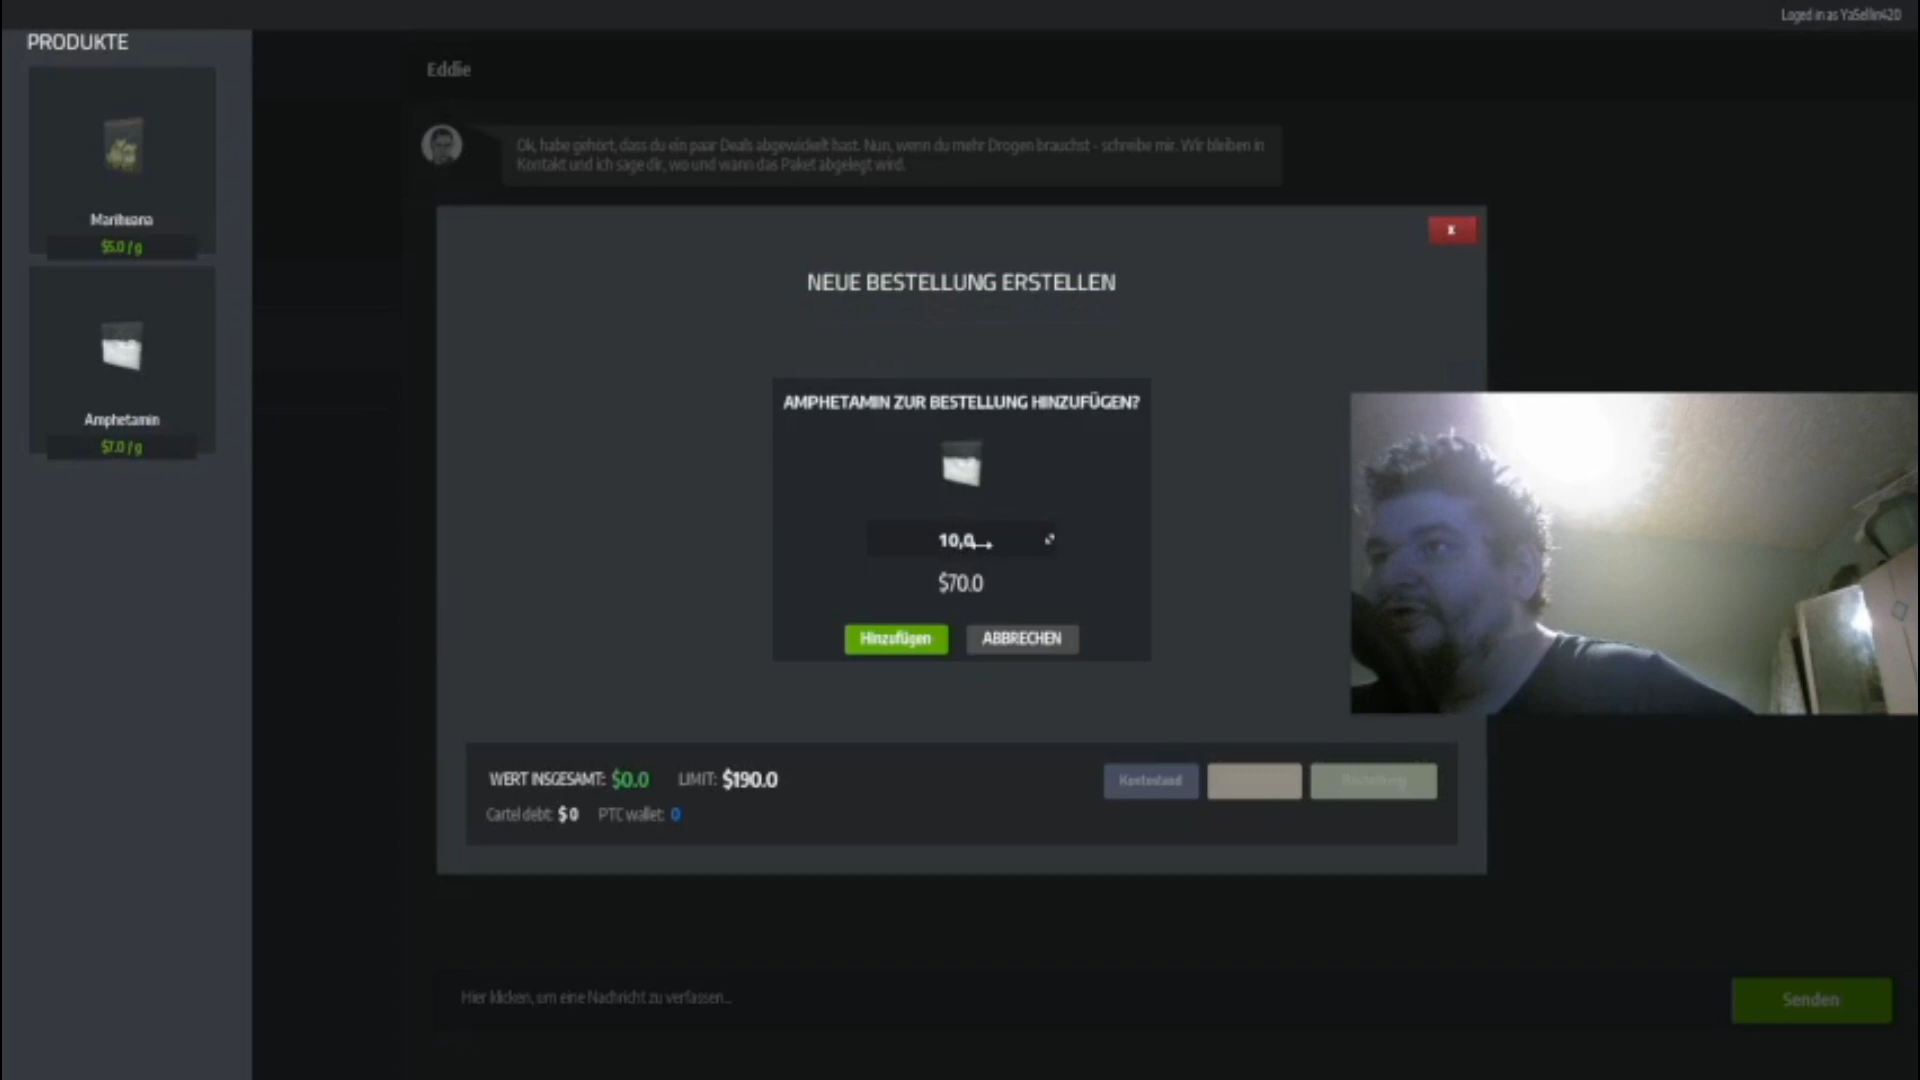 Loged in as YaSellin420
PRODUKTE
Marihuana
$5.0 / g
Amphetamin
$7.0 / g
Eddie
Ok, habe gehört, dass du ein paar Deals abgewickelt hast. Nun, wenn du mehr Drogen brauchst - schreibe mir. Wir bleiben in
Kontakt und ich sage dir, wo und wann das Paket abgelegt wird.
X
NEUE BESTELLUNG ERSTELLEN
AMPHETAMIN ZUR BESTELLUNG HINZUFÜGEN?
10,0
$70.0
Hinzufügen
ABBRECHEN
WERT INSGESAMT: $0.0 LIMIT: $190.0
Cartel debt: $ 0 PTC wallet: 0
Kontostand
Hier klicken, um eine Nachricht zu verfassen...
Senden